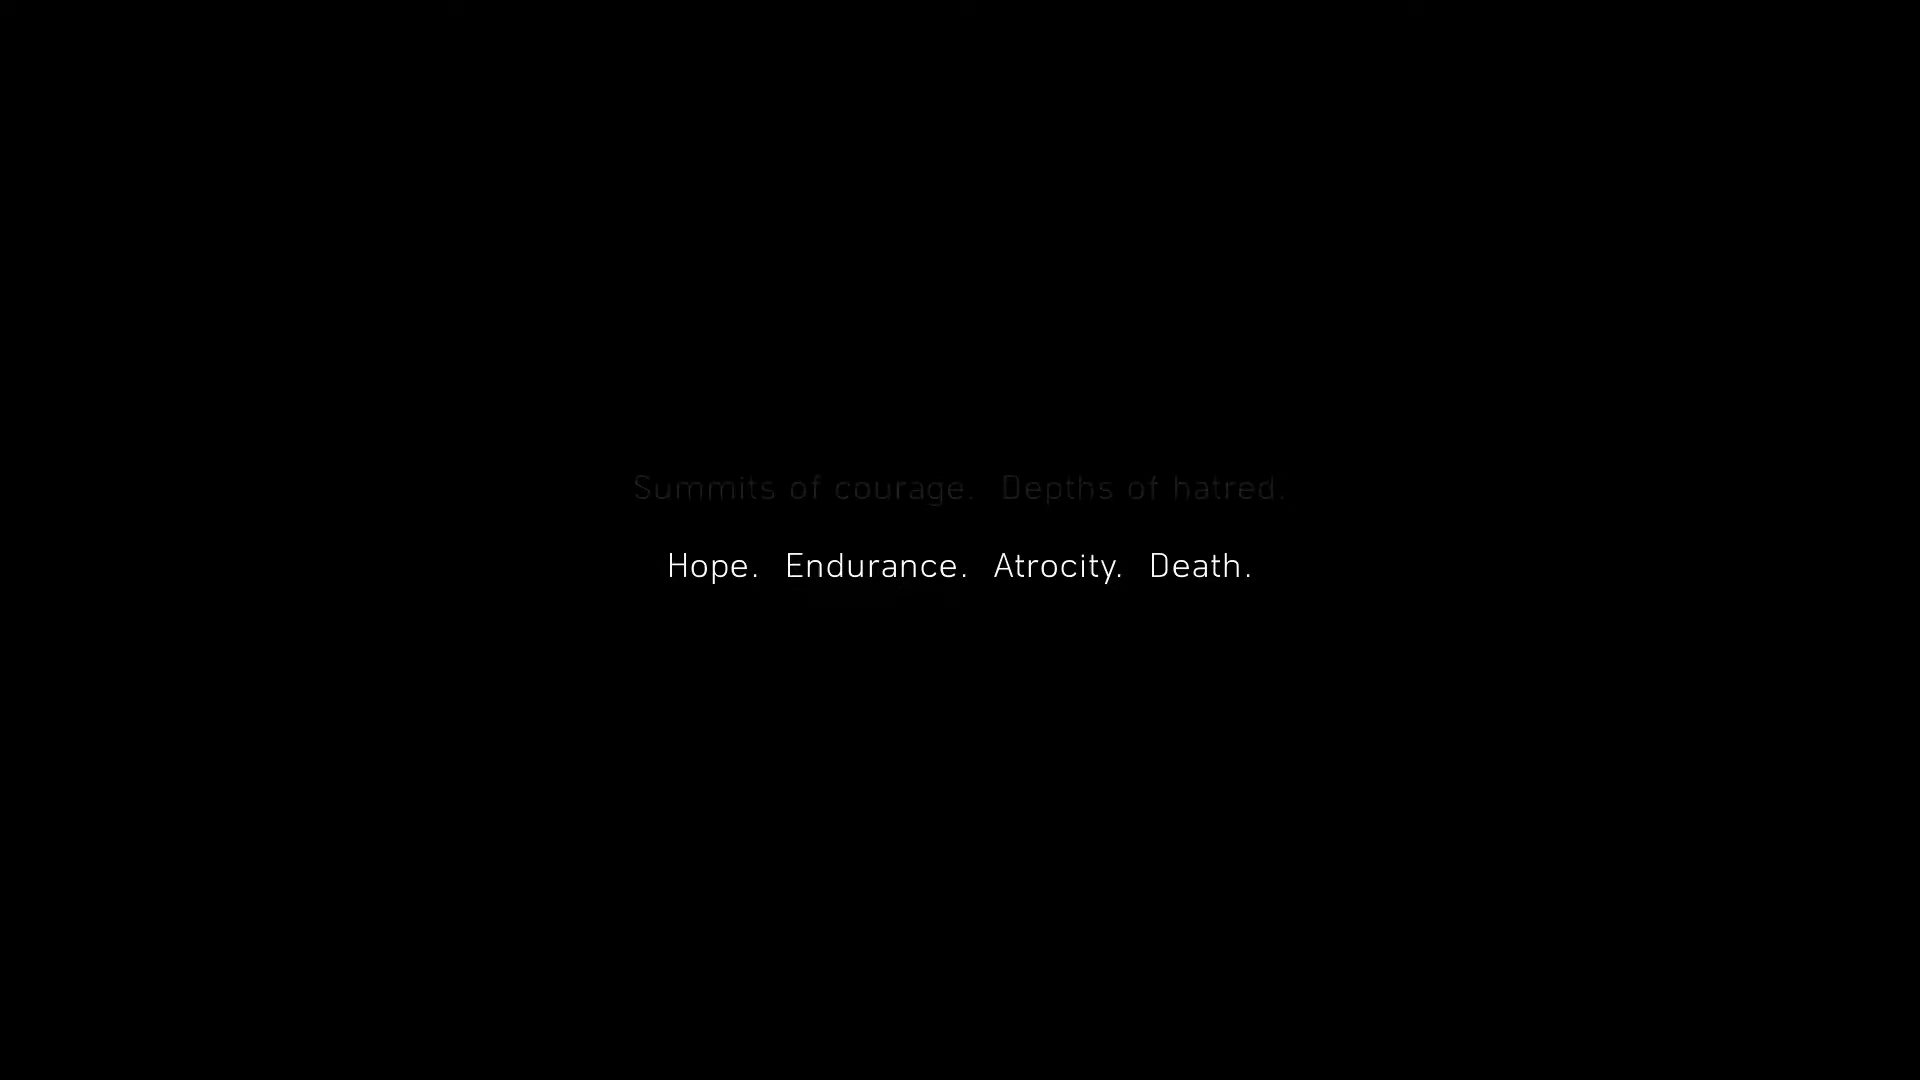 Summits of courage.  Depths of hatred.
Hope.  Endurance.  Atrocity.  Death.